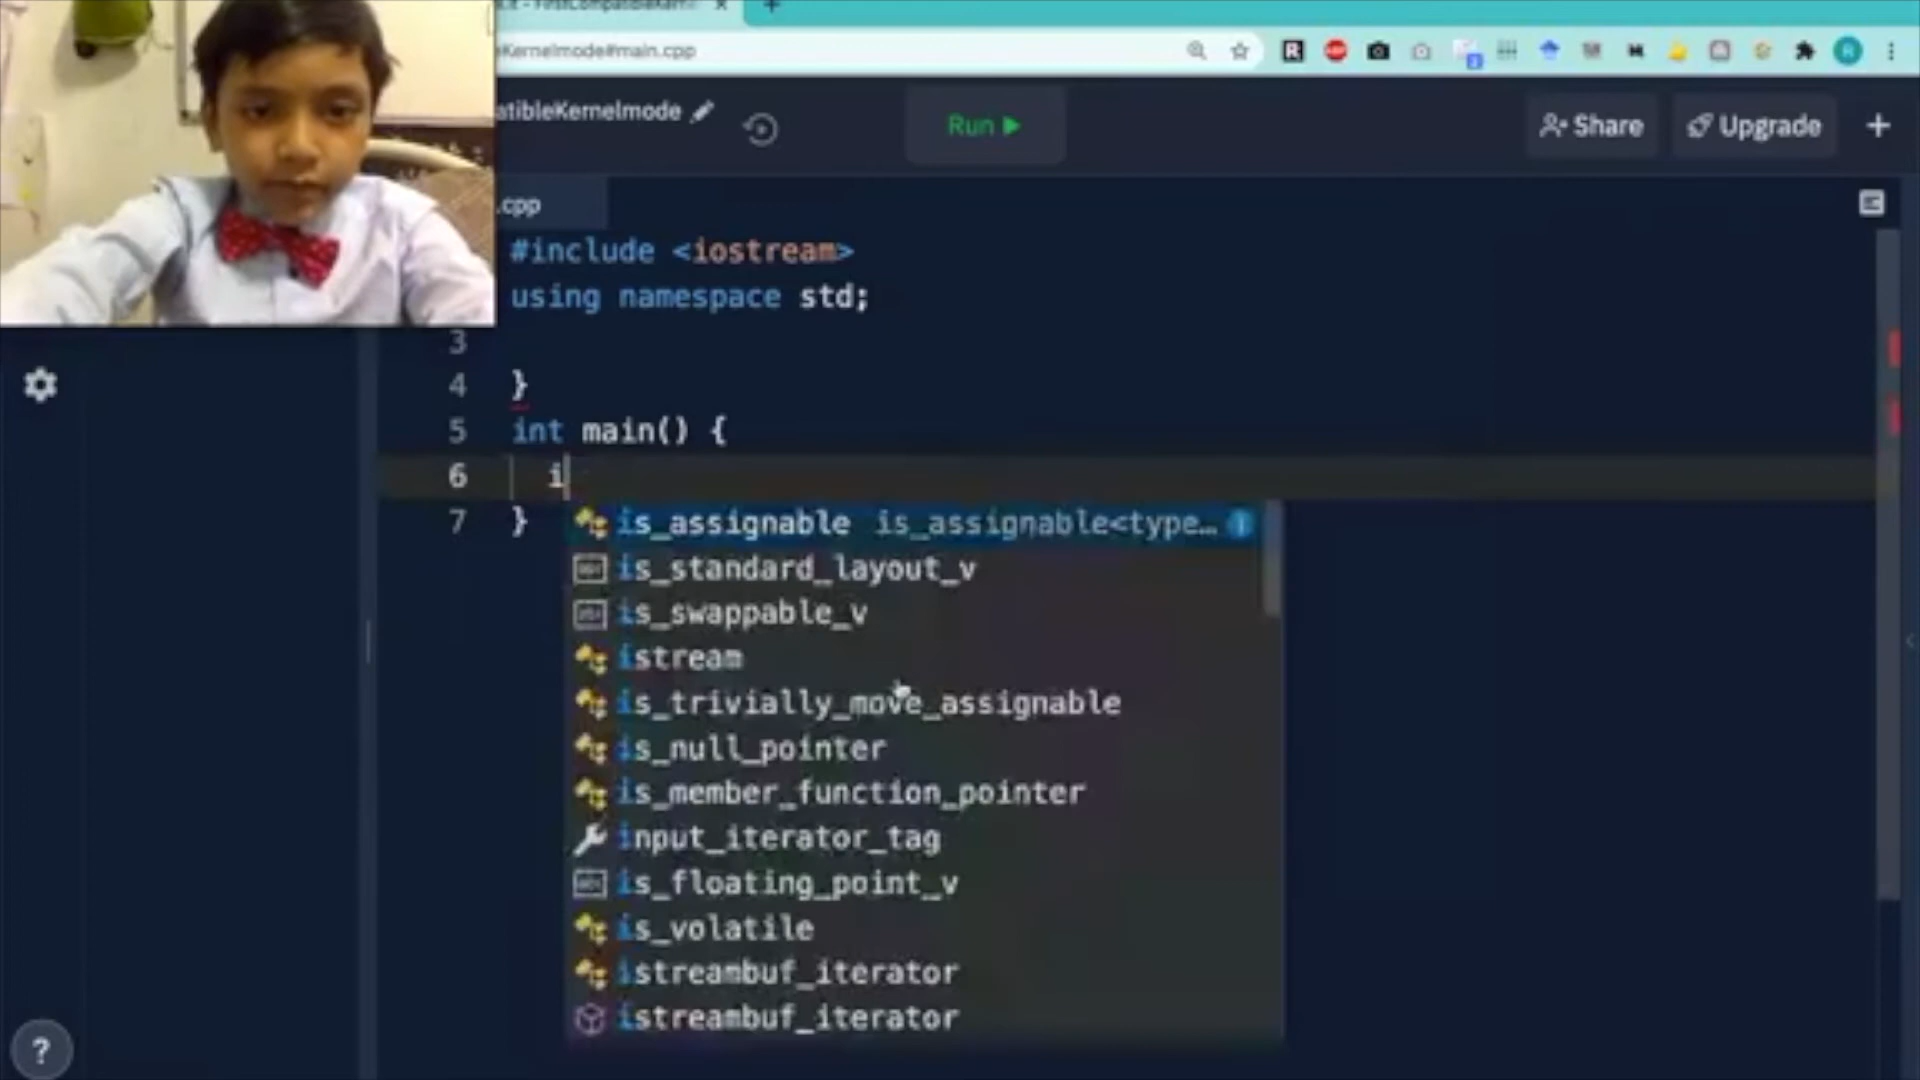 eKernelmode#main.cpp
atibleKernelmode
Run
Share
Upgrade
+
.cpp
#include <iostream>
using namespace std;
3
4 }
5 int main() {
6 i
7 }
is_assignable is_assignable<type…
is_standard_layout_v
is_swappable_v
istream
is_trivially_move_assignable
is_null_pointer
is_member_function_pointer
input_iterator_tag
is_floating_point_v
is_volatile
istreambuf_iterator
istreambuf_iterator
?